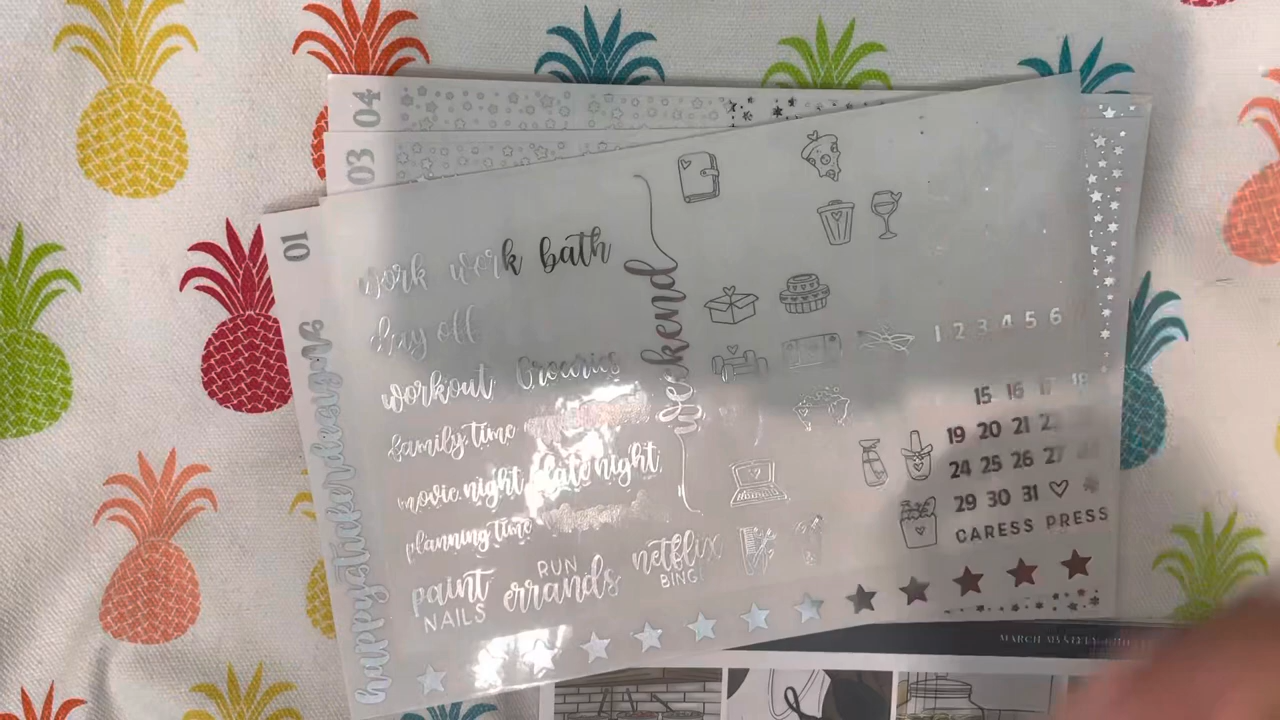 04
03
01
work work bath
day off
workout Groceries
family time
movie night date night
planning time
paint
NAILS
RUN
errands
netflix
BING
weekend
1 2 3 4 5 6
15 16 17 18
19 20 21 2
24 25 26 27
29 30 31
CARESS PRESS